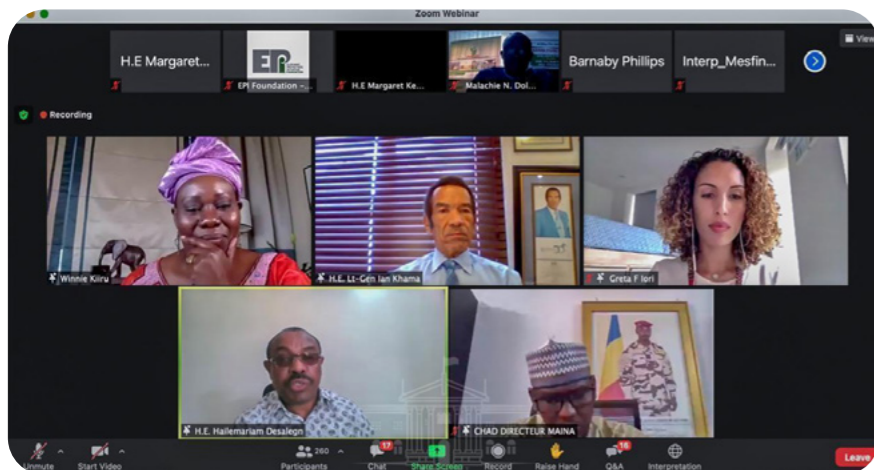 Zoom Webinar
View
H.E Margaret...
EPi
Barnaby Phillips
Interp_Mesfin...
EPI Foundation -...
H.E Margaret Ke...
Malachie N. Dol...
Recording
Winnie Kiiru
H.E. Lt-Gen Ian Khama
Greta F Iori
H.E. Hailemariam Desalegn
CHAD DIRECTEUR MAINA
260
17
16
Unmute
Start Video
Participants
Chat
Share Screen
Record
Raise Hand
Q&A
Interpretation
Leave